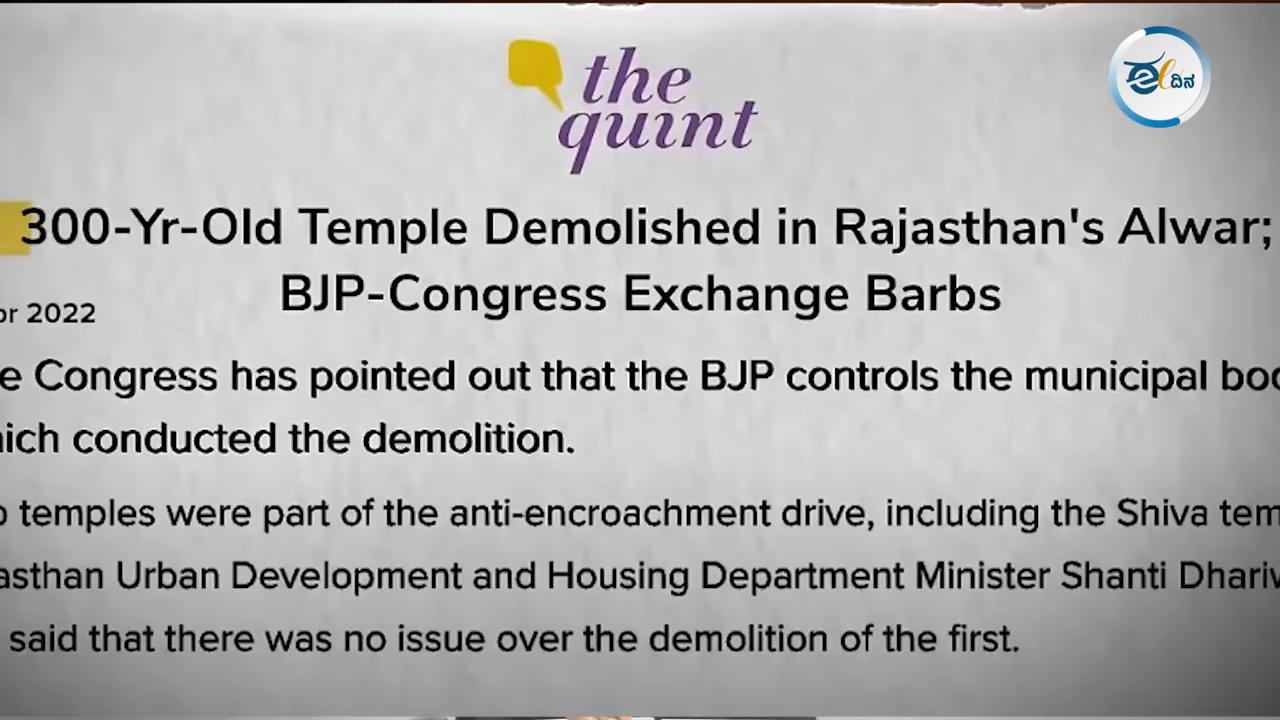 the
quint
eಲ ದಿನ
300-Yr-Old Temple Demolished in Rajasthan's Alwar;
BJP-Congress Exchange Barbs
2022
Congress has pointed out that the BJP controls the municipal
conducted the demolition.
temples were part of the anti-encroachment drive, including the Shiva
Urban Development and Housing Department Minister Shanti
said that there was no issue over the demolition of the first.